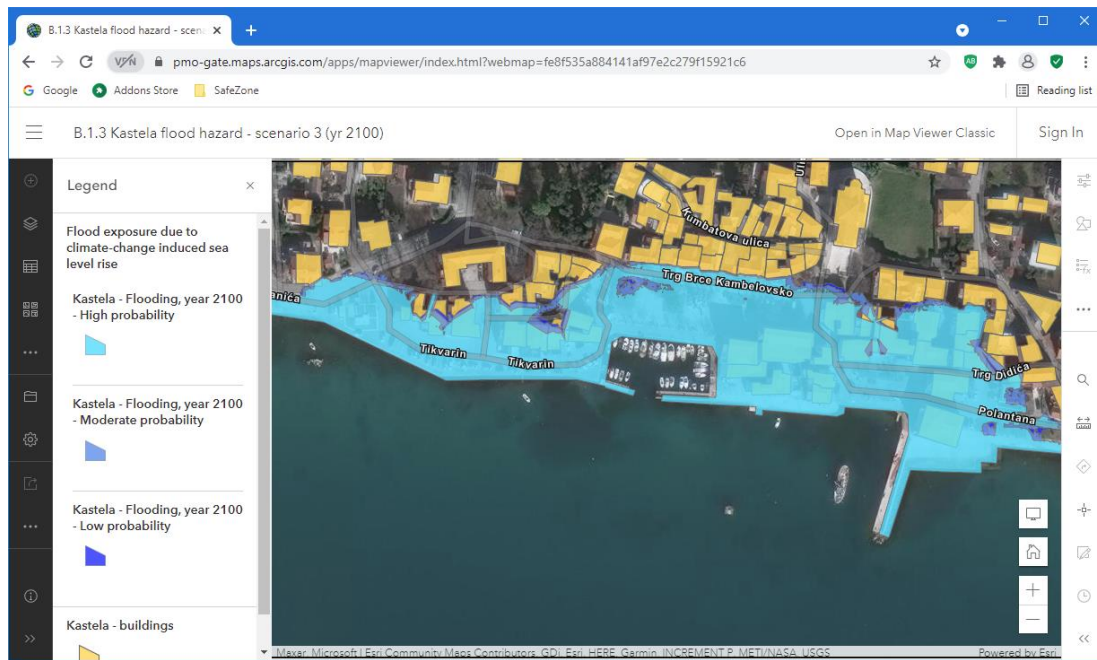 B.1.3 Kastela flood hazard - scen
VPN
pmo-gate.maps.arcgis.com/apps/mapviewer/index.html?webmap=fe8f535a884141af97e2c279f15921c6
AB
Google
Addons Store
SafeZone
Reading list
B.1.3 Kastela flood hazard - scenario 3 (yr 2100)
Open in Map Viewer Classic
Sign In
Legend
Flood exposure due to
climate-change induced sea
level rise
Kastela - Flooding, year 2100
- High probability
Kastela - Flooding, year 2100
- Moderate probability
Kastela - Flooding, year 2100
- Low probability
Kastela - buildings
Kumbatova ulica
Trg Brce Kambelovsko
Tikvarin
Tikvarin
Trg Didića
Polantana
Maxar, Microsoft | Esri Community Maps Contributors, GDi, Esri, HERE, Garmin, INCREMENT P, METI/NASA, USGS
Powered by Esri